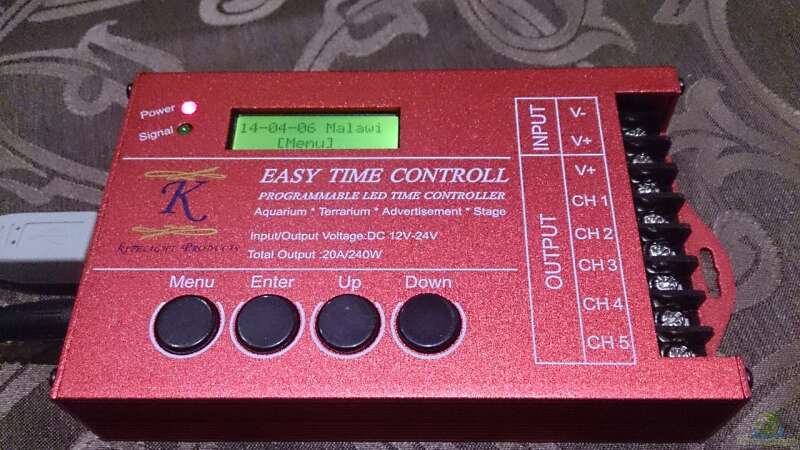 Power
Signal
14-04-06 Malawi
[Menu]
EASY TIME CONTROLL
PROGRAMMABLE LED TIME CONTROLLER
Aquarium * Terrarium * Advertisement * Stage
Input/Output Voltage:DC 12V-24V
Total Output :20A/240W
K
Menu
Enter
Up
Down
INPUT
V-
V+
OUTPUT
V+
CH 1
CH 2
CH 3
CH 4
CH 5